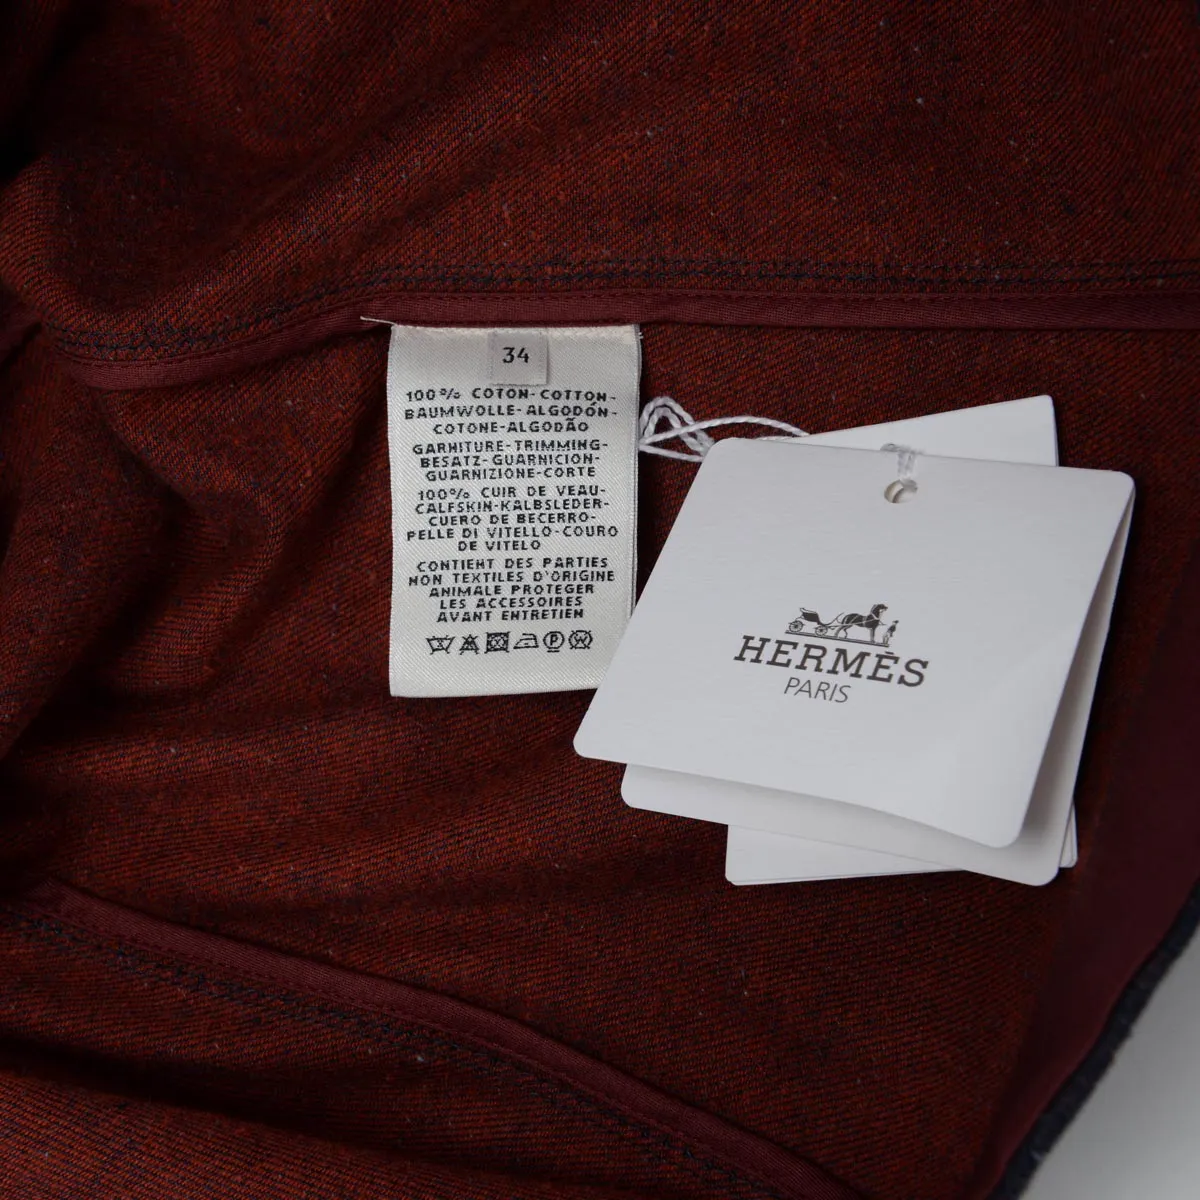 34
100% COTON-COTTON-
BAUMWOLLE-ALGODÓN-
COTONE-ALGODÃO
GARNITURE-TRIMMING-
BESATZ-GUARNICION-
GUARNIZIONE-CORTE
100% CUIR DE VEAU-
CALFSKIN-KALBSLEDER-
CUERO DE BECERRO-
PELLE DI VITELLO-COURO
DE VITELO
CONTIENT DES PARTIES
NON TEXTILES D'ORIGINE
ANIMALE PROTEGER
LES ACCESSOIRES
AVANT ENTRETIEN
HERMÈS
PARIS